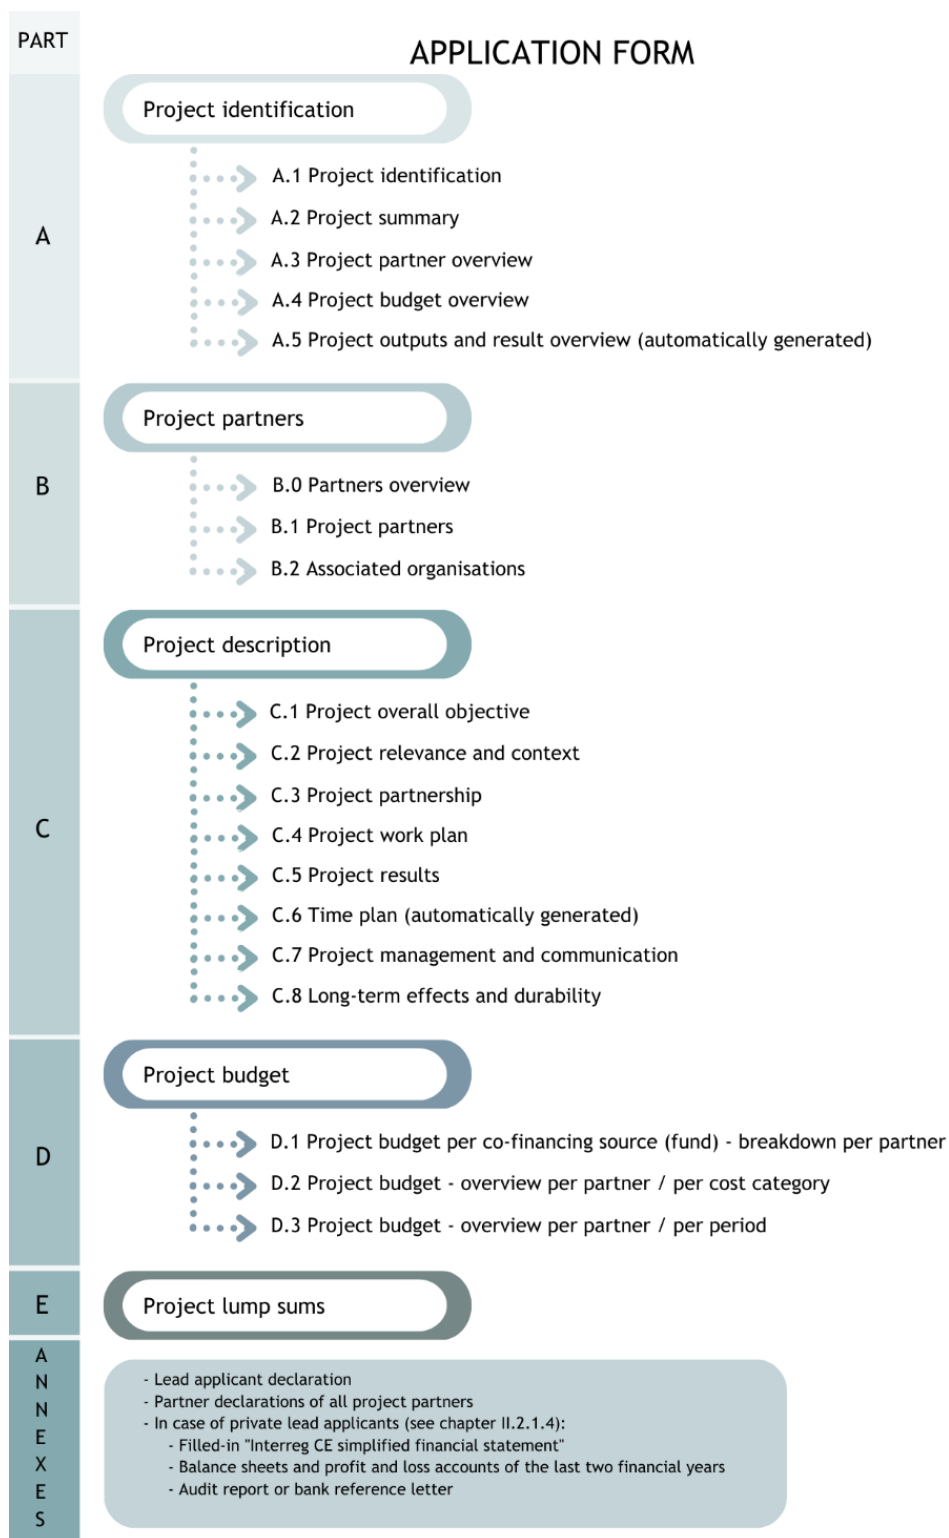 PART
APPLICATION FORM
A
Project identification
A.1 Project identification
A.2 Project summary
A.3 Project partner overview
A.4 Project budget overview
A.5 Project outputs and result overview (automatically generated)
B
Project partners
B.0 Partners overview
B.1 Project partners
B.2 Associated organisations
C
Project description
C.1 Project overall objective
C.2 Project relevance and context
C.3 Project partnership
C.4 Project work plan
C.5 Project results
C.6 Time plan (automatically generated)
C.7 Project management and communication
C.8 Long-term effects and durability
D
Project budget
D.1 Project budget per co-financing source (fund) - breakdown per partner
D.2 Project budget - overview per partner / per cost category
D.3 Project budget - overview per partner / per period
E
Project lump sums
ANNEXES
- Lead applicant declaration
- Partner declarations of all project partners
- In case of private lead applicants (see chapter II.2.1.4):
- Filled-in "Interreg CE simplified financial statement"
- Balance sheets and profit and loss accounts of the last two financial years
- Audit report or bank reference letter